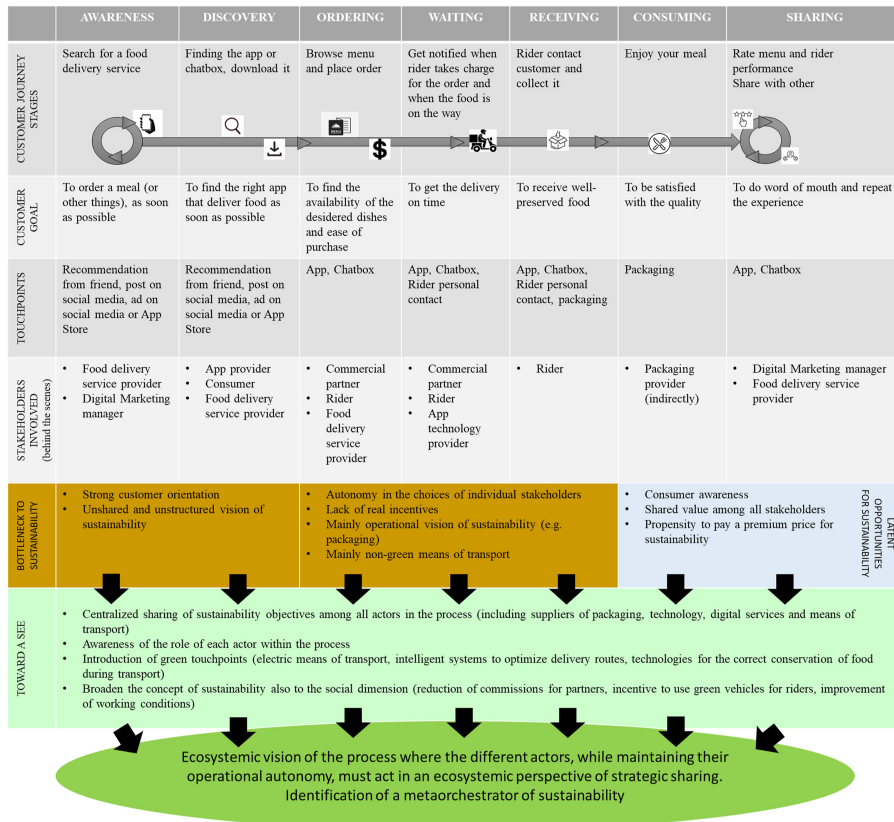 AWARENESS DISCOVERY ORDERING WAITING RECEIVING CONSUMING SHARING
CUSTOMER JOURNEY
STAGES
Search for a food
delivery service
Finding the app or
chatbox, download it
Browse menu
and place order
Get notified when
rider takes charge
for the order and
when the food is
on the way
Rider contact
customer and
collect it
Enjoy your meal
Rate menu and rider
performance
Share with other
MENU
$
CUSTOMER
GOAL
To order a meal (or
other things), as soon
as possible
To find the right app
that deliver food as
soon as possible
To find the
availability of the
desidered dishes
and ease of
purchase
To get the delivery
on time
To receive well-
preserved food
To be satisfied
with the quality
To do word of mouth and repeat
the experience
TOUCHPOINTS
Recommendation
from friend, post on
social media, ad on
social media or App
Store
Recommendation
from friend, post on
social media, ad on
social media or App
Store
App, Chatbox
App, Chatbox,
Rider personal
contact
App, Chatbox,
Rider personal
contact, packaging
Packaging
App, Chatbox
STAKEHOLDERS
INVOLVED
(behind the scenes)
• Food delivery
service provider
• Digital Marketing
manager
• App provider
• Consumer
• Food delivery
service provider
• Commercial
partner
• Rider
• Food
delivery
service
provider
• Commercial
partner
• Rider
• App
technology
provider
• Rider
• Packaging
provider
(indirectly)
• Digital Marketing manager
• Food delivery service
provider
BOTTLENECK TO
SUSTAINABILITY
• Strong customer orientation
• Unshared and unstructured vision of
sustainability
• Autonomy in the choices of individual stakeholders
• Lack of real incentives
• Mainly operational vision of sustainability (e.g.
packaging)
• Mainly non-green means of transport
• Consumer awareness
• Shared value among all stakeholders
• Propensity to pay a premium price for
sustainability
LATENT
OPPORTUNITIES
FOR SUSTAINABILITY
TOWARD A SEE
• Centralized sharing of sustainability objectives among all actors in the process (including suppliers of packaging, technology, digital services and means of
transport)
• Awareness of the role of each actor within the process
• Introduction of green touchpoints (electric means of transport, intelligent systems to optimize delivery routes, technologies for the correct conservation of food
during transport)
• Broaden the concept of sustainability also to the social dimension (reduction of commissions for partners, incentive to use green vehicles for riders, improvement
of working conditions)
Ecosystemic vision of the process where the different actors, while maintaining their
operational autonomy, must act in an ecosystemic perspective of strategic sharing.
Identification of a metaorchestrator of sustainability